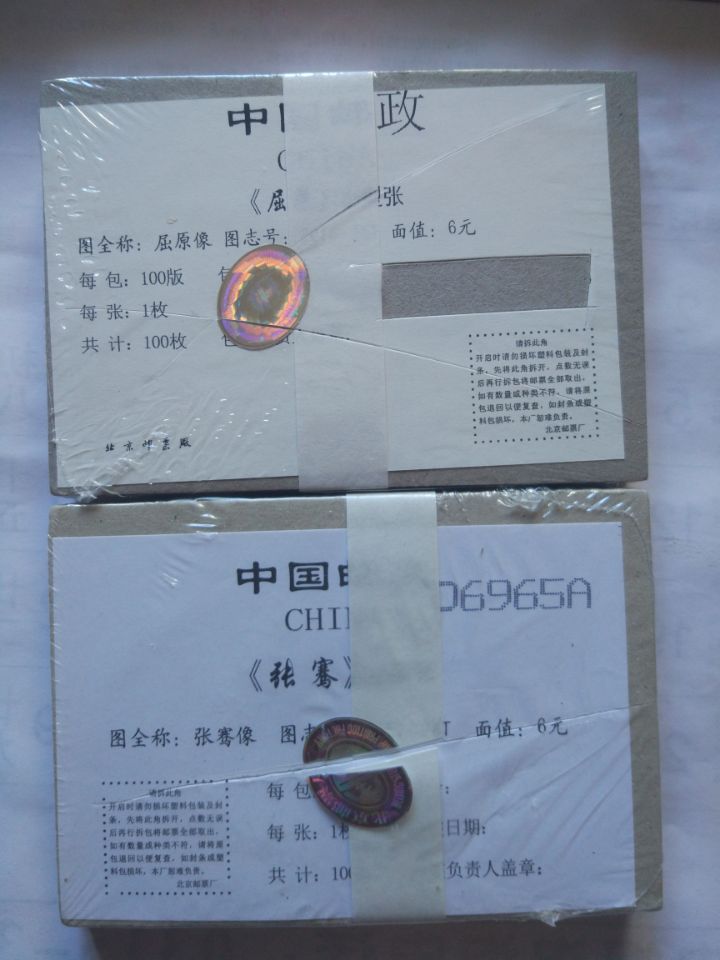 中 政
《屈 型张
图全称：屈原像 图志号： 面值：6元
每 包：100版
每 张：1枚
共 计：100枚
请拆此角
开启时请勿损坏塑料包装及封
条，先将此角拆开，点数无误
后再行拆包将邮票全部取出，
如有数量或种类不符，请将原
包退回以便复查，如封条或塑
料包损坏，本厂恕难负责。
北京邮票厂
北京邮票厂
中国
CHI
06965A
《张 骞》
图全称：张骞像 图志 T 面值：6元
请拆此角
开启时请勿损坏塑料包装及封
条，先将此角拆开，点数无误
后再行拆包将邮票全部取出，
如有数量或种类不符，请将原
包退回以便复查，如封条或塑
料包损坏，本厂恕难负责。
北京邮票厂
每 包
每 张：1枚 日期：
共 计：100 负责人盖章：